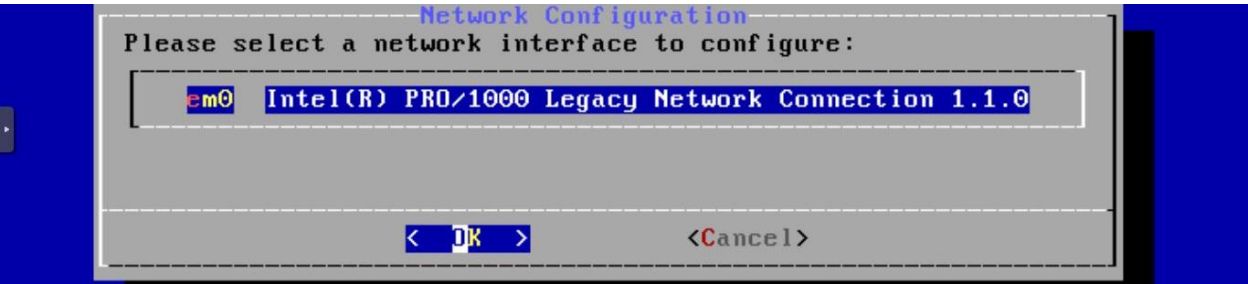 Network Configuration
Please select a network interface to configure:
em0 Intel(R) PRO/1000 Legacy Network Connection 1.1.0
< OK > <Cancel>